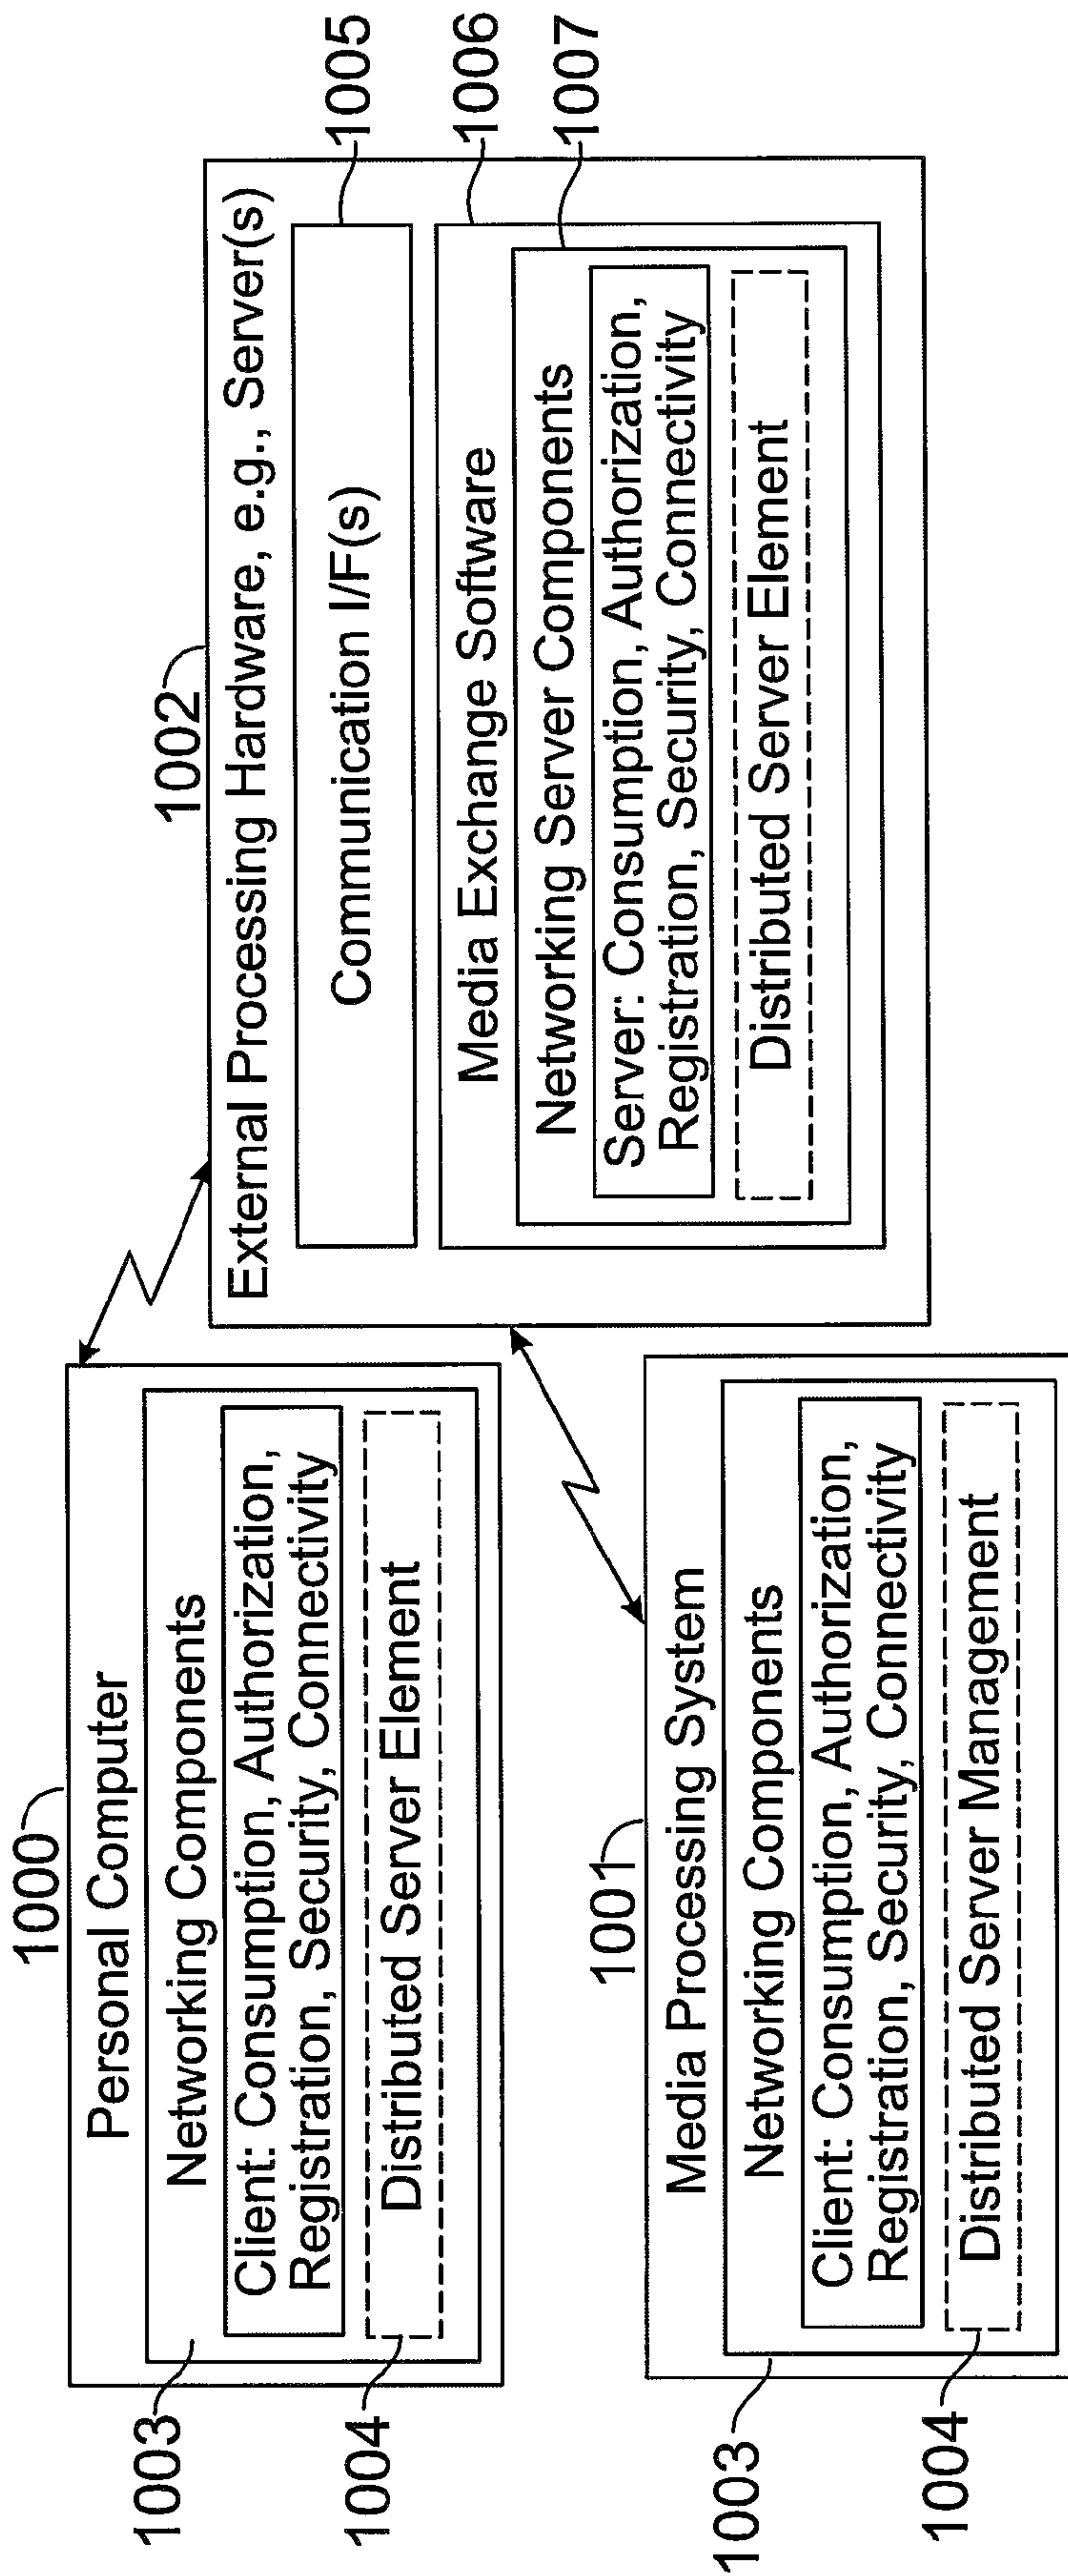 1000
Personal Computer
Networking Components
Client: Consumption, Authorization,
Registration, Security, Connectivity
Distributed Server Element
1003
1004
1002
External Processing Hardware, e.g., Server(s)
Communication I/F(s)
Media Exchange Software
Networking Server Components
Server: Consumption, Authorization,
Registration, Security, Connectivity
Distributed Server Element
1005
1006
1007
1001
Media Processing System
Networking Components
Client: Consumption, Authorization,
Registration, Security, Connectivity
Distributed Server Management
1003
1004